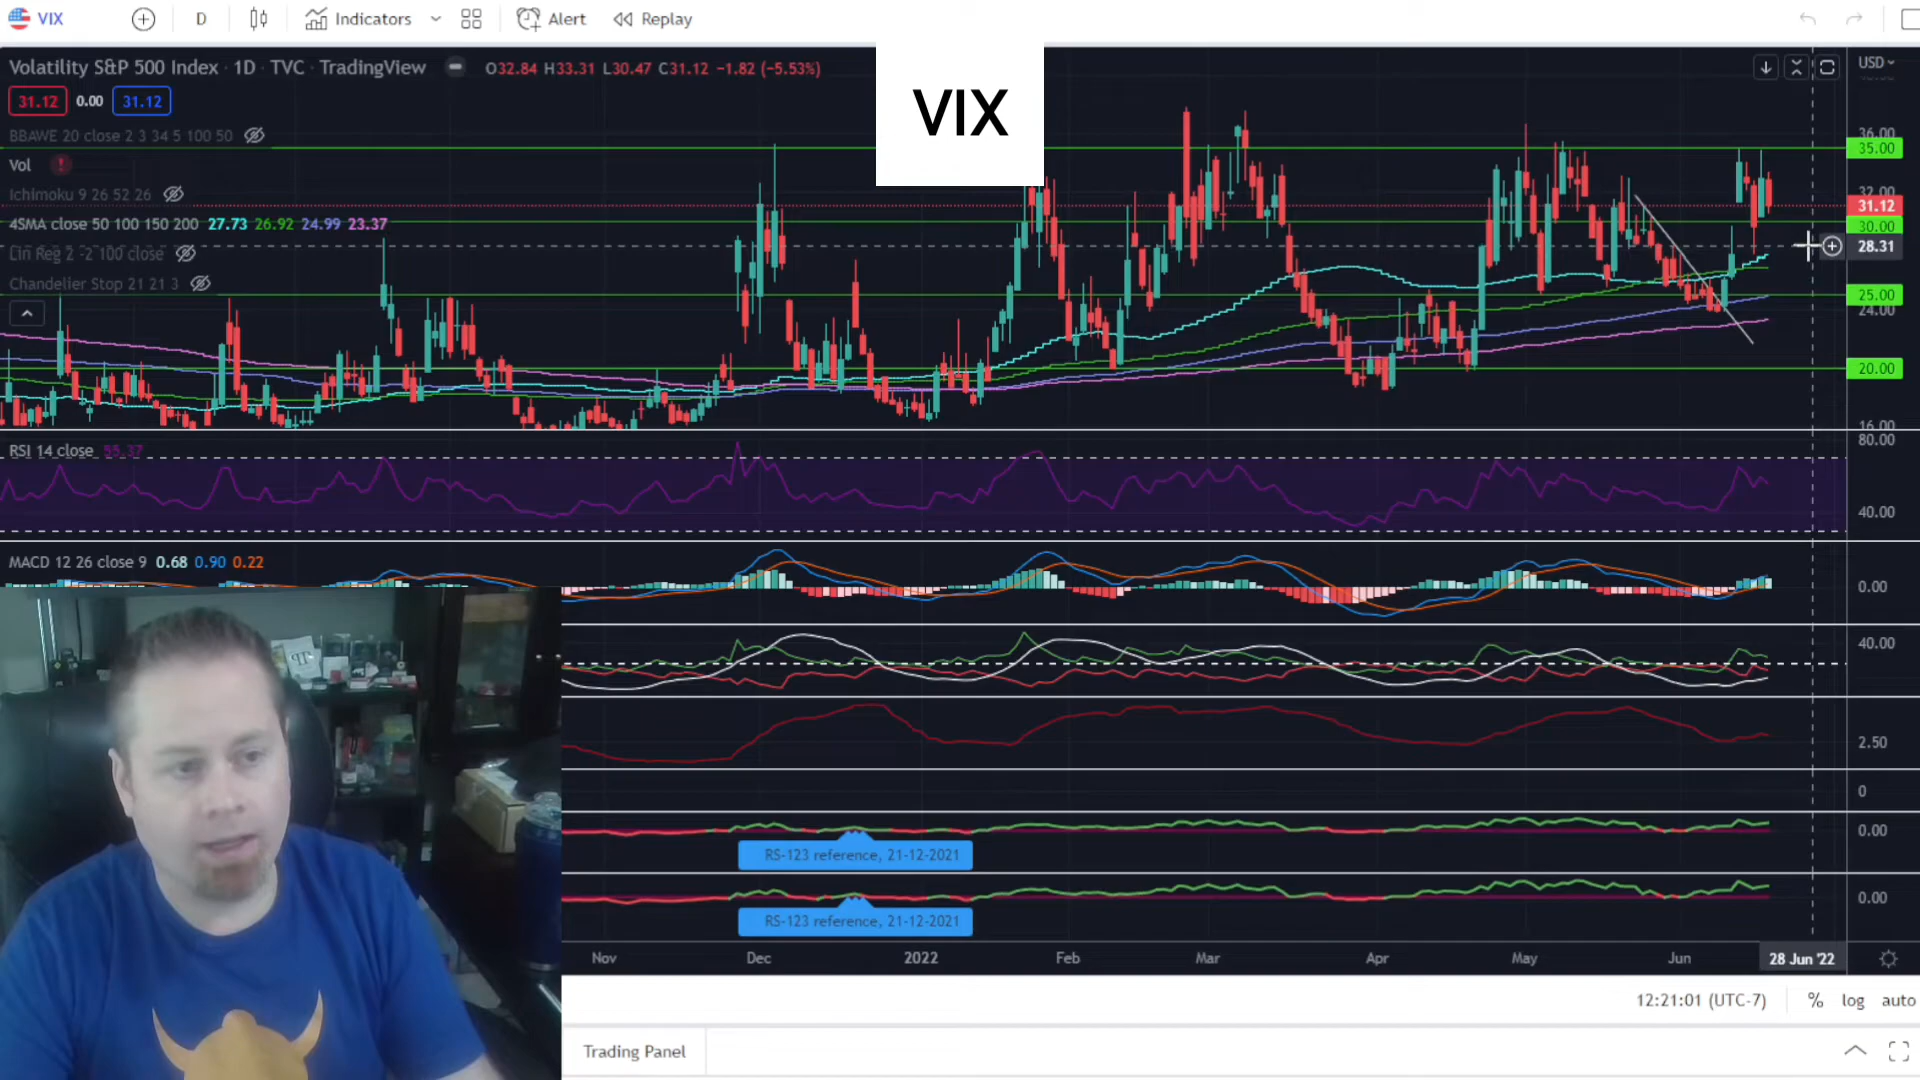 VIX
D
Indicators
Alert
Replay
Volatility S&P 500 Index · 1D · TVC · TradingView
O32.84 H33.31 L30.47 C31.12 −1.82 (−5.53%)
USD
VIX
31.12 0.00 31.12
BBAWE 20 close 2 3 34 5 100 50
36.00
35.00
Vol
Ichimoku 9 26 52 26
32.00
31.12
4SMA close 50 100 150 200 27.73 26.92 24.99 23.37
30.00
28.31
Lin Reg 2 -2 100 close
Chandelier Stop 21 21 3
25.00
24.00
20.00
16.00
RSI 14 close 55.37
80.00
40.00
MACD 12 26 close 9 0.68 0.90 0.22
0.00
40.00
2.50
0
0.00
RS-123 reference, 21-12-2021
0.00
RS-123 reference, 21-12-2021
Nov Dec 2022 Feb Mar Apr May Jun 28 Jun '22
12:21:01 (UTC-7) % log auto
Trading Panel